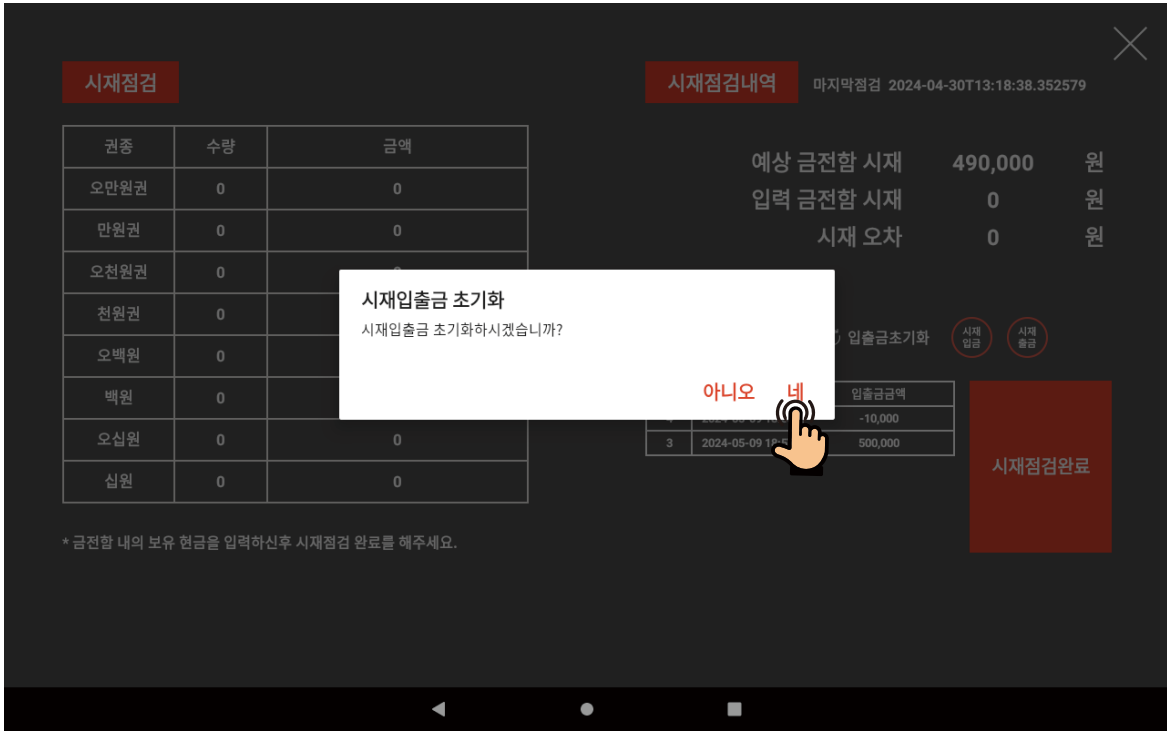 시재점검
권종 수량 금액
오만원권 0 0
만원권 0 0
오천원권 0
천원권 0
오백원 0
백원 0
오십원 0 0
십원 0 0
* 금전함 내의 보유 현금을 입력하신후 시재점검 완료를 해주세요.
시재점검내역 마지막점검 2024-04-30T13:18:38.352579
예상 금전함 시재 490,000 원
입력 금전함 시재 0 원
시재 오차 0 원
시재입출금 초기화
시재입출금 초기화하시겠습니까?
아니오 네
입출금초기화
시재
입금
시재
출금
입출금금액
-10,000
3 2024-05-09 18:5 500,000
시재점검완료